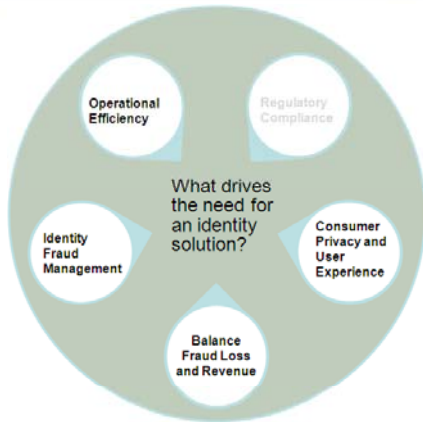 Operational
Efficiency
Regulatory
Compliance
What drives
the need for
an identity
solution?
Identity
Fraud
Management
Consumer
Privacy and
User
Experience
Balance
Fraud Loss
and Revenue